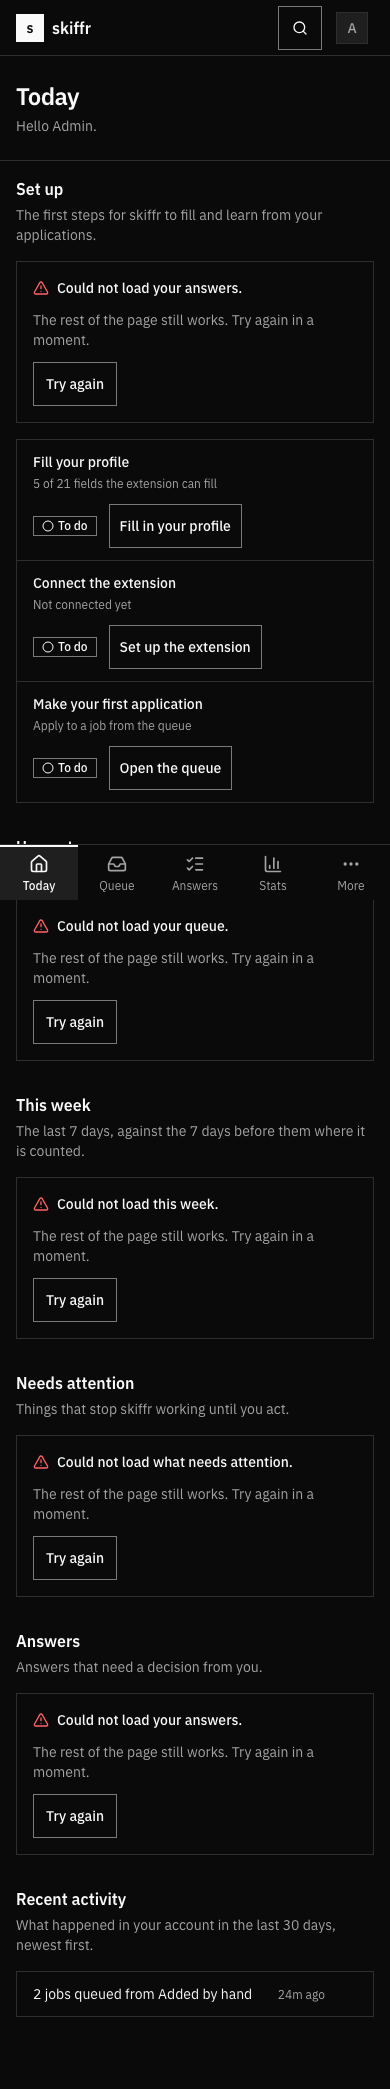 s skiffr A
Today
Hello Admin.
Set up
The first steps for skiffr to fill and learn from your
applications.
Could not load your answers.
The rest of the page still works. Try again in a
moment.
Try again
Fill your profile
5 of 21 fields the extension can fill
To do Fill in your profile
Connect the extension
Not connected yet
To do Set up the extension
Make your first application
Apply to a job from the queue
To do Open the queue
Today Queue Answers Stats More
Could not load your queue.
The rest of the page still works. Try again in a
moment.
Try again
This week
The last 7 days, against the 7 days before them where it
is counted.
Could not load this week.
The rest of the page still works. Try again in a
moment.
Try again
Needs attention
Things that stop skiffr working until you act.
Could not load what needs attention.
The rest of the page still works. Try again in a
moment.
Try again
Answers
Answers that need a decision from you.
Could not load your answers.
The rest of the page still works. Try again in a
moment.
Try again
Recent activity
What happened in your account in the last 30 days,
newest first.
2 jobs queued from Added by hand 24m ago